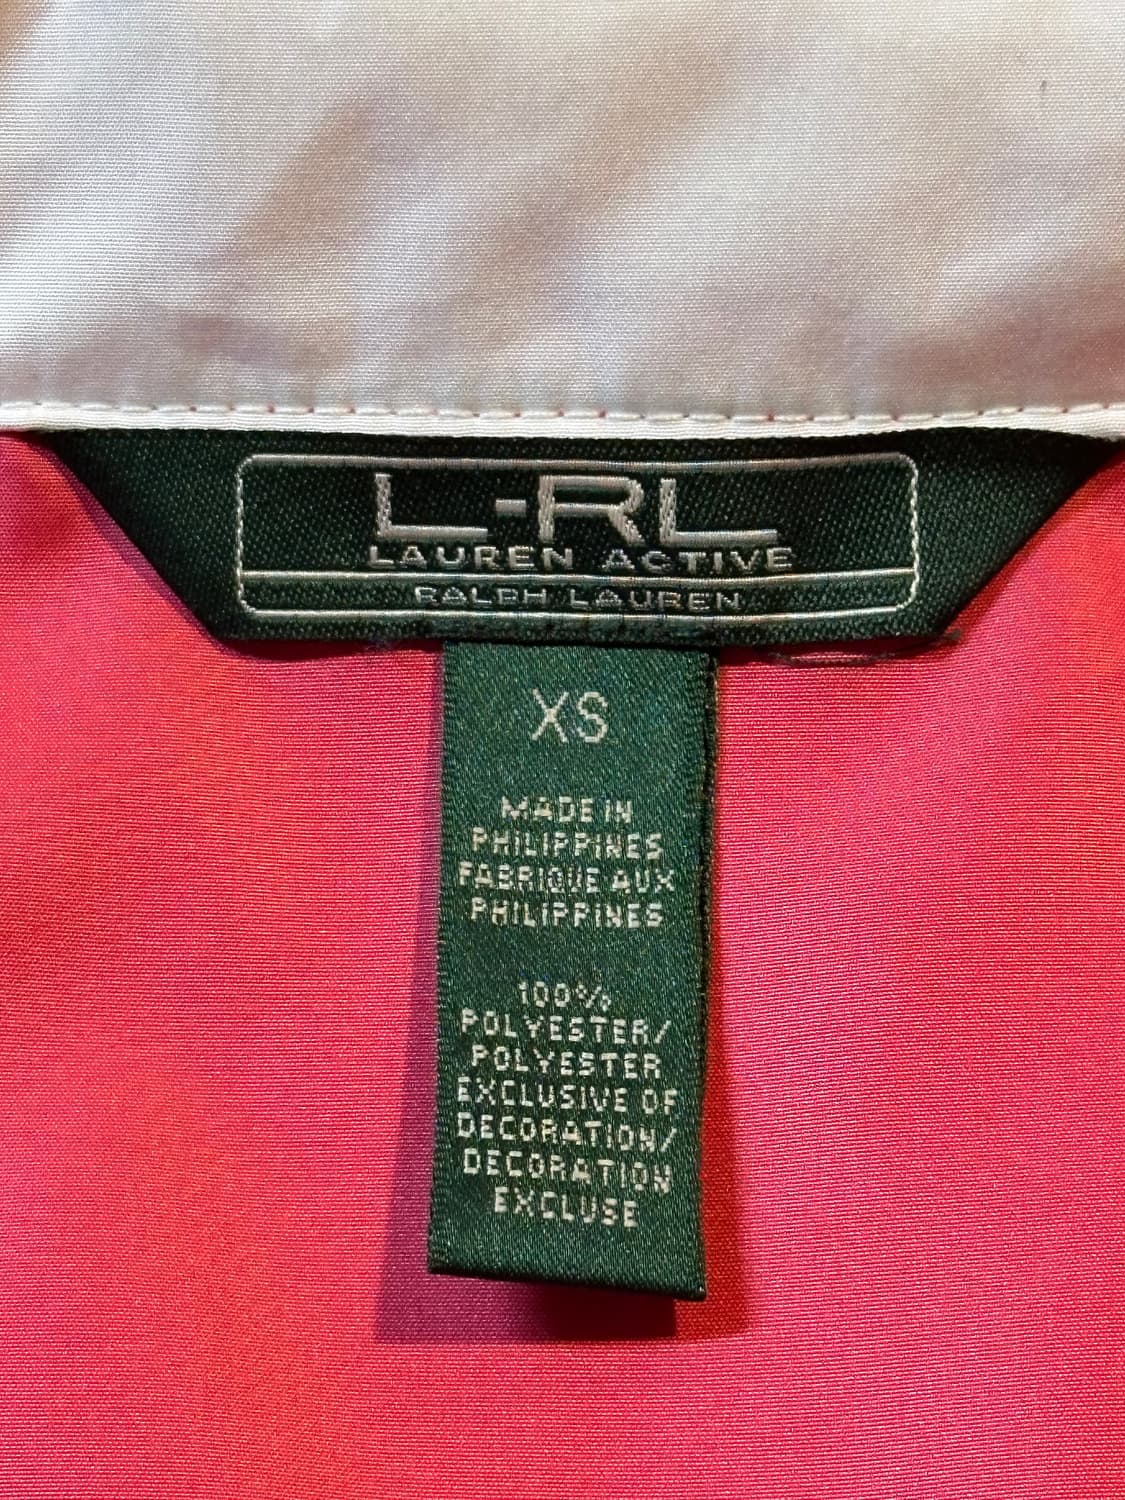 L-RL
LAUREN ACTIVE
RALPH LAUREN
XS
MADE IN
PHILIPPINES
FABRIQUE AUX
PHILIPPINES
100%
POLYESTER/
POLYESTER
EXCLUSIVE OF
DECORATION/
DECORATION
EXCLUSE